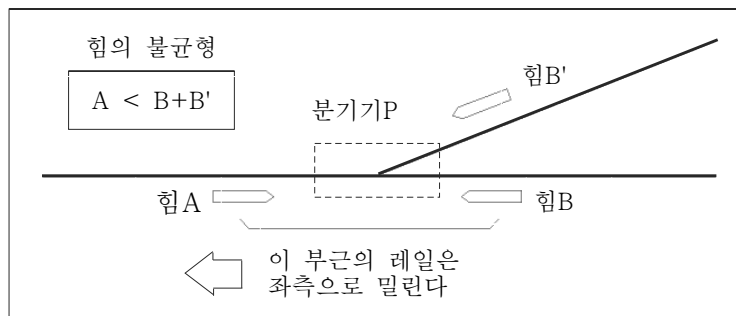 힘의 불균형
A < B+B'
분기기P
힘B'
힘A
힘B
이 부근의 레일은
좌측으로 밀린다